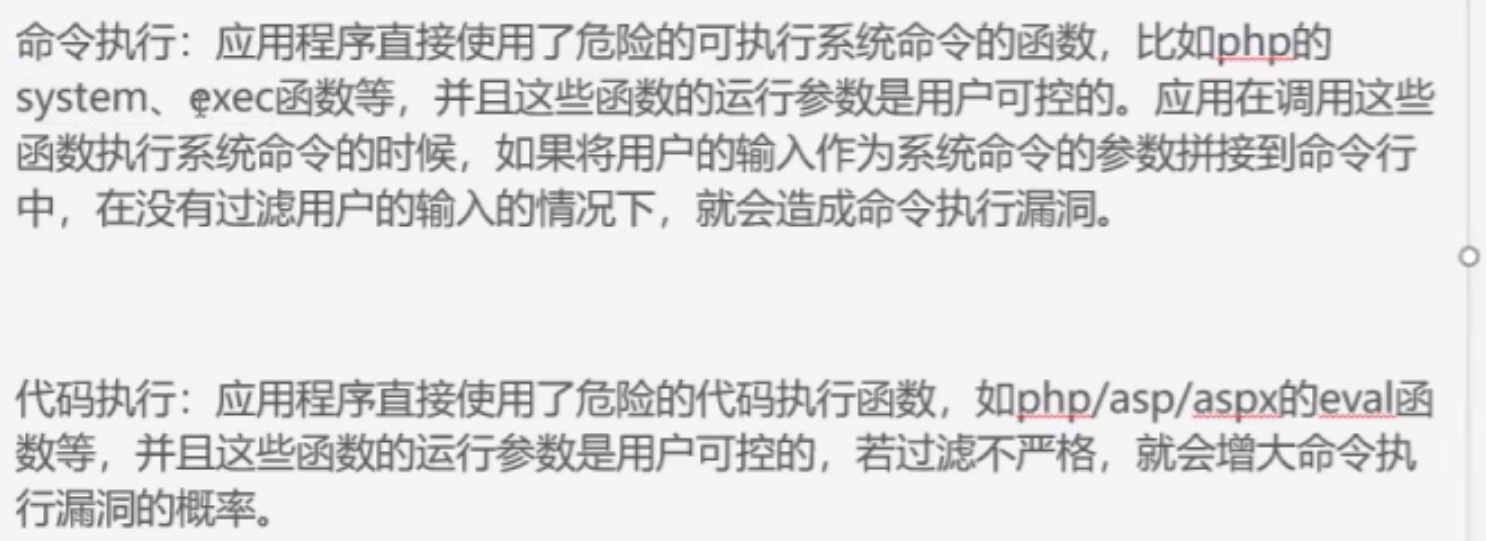 命令执行：应用程序直接使用了危险的可执行系统命令的函数，比如php的
system、exec函数等，并且这些函数的运行参数是用户可控的。应用在调用这些
函数执行系统命令的时候，如果将用户的输入作为系统命令的参数拼接到命令行
中，在没有过滤用户的输入的情况下，就会造成命令执行漏洞。
代码执行：应用程序直接使用了危险的代码执行函数，如php/asp/aspx的eval函
数等，并且这些函数的运行参数是用户可控的，若过滤不严格，就会增大命令执
行漏洞的概率。